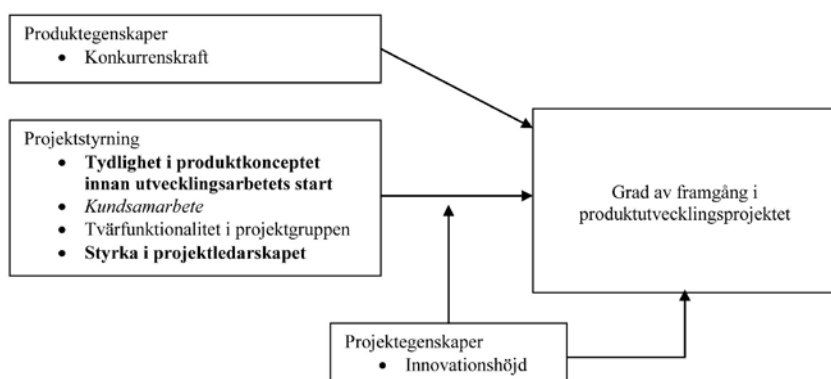 Produktegenskaper
• Konkurrenskraft
Projektstyrning
• Tydlighet i produktkonceptet
innan utvecklingsarbetets start
• Kundsamarbete
• Tvärfunktionalitet i projektgruppen
• Styrka i projektledarskapet
Grad av framgång i
produktutvecklingsprojektet
Projektegenskaper
• Innovationshöjd